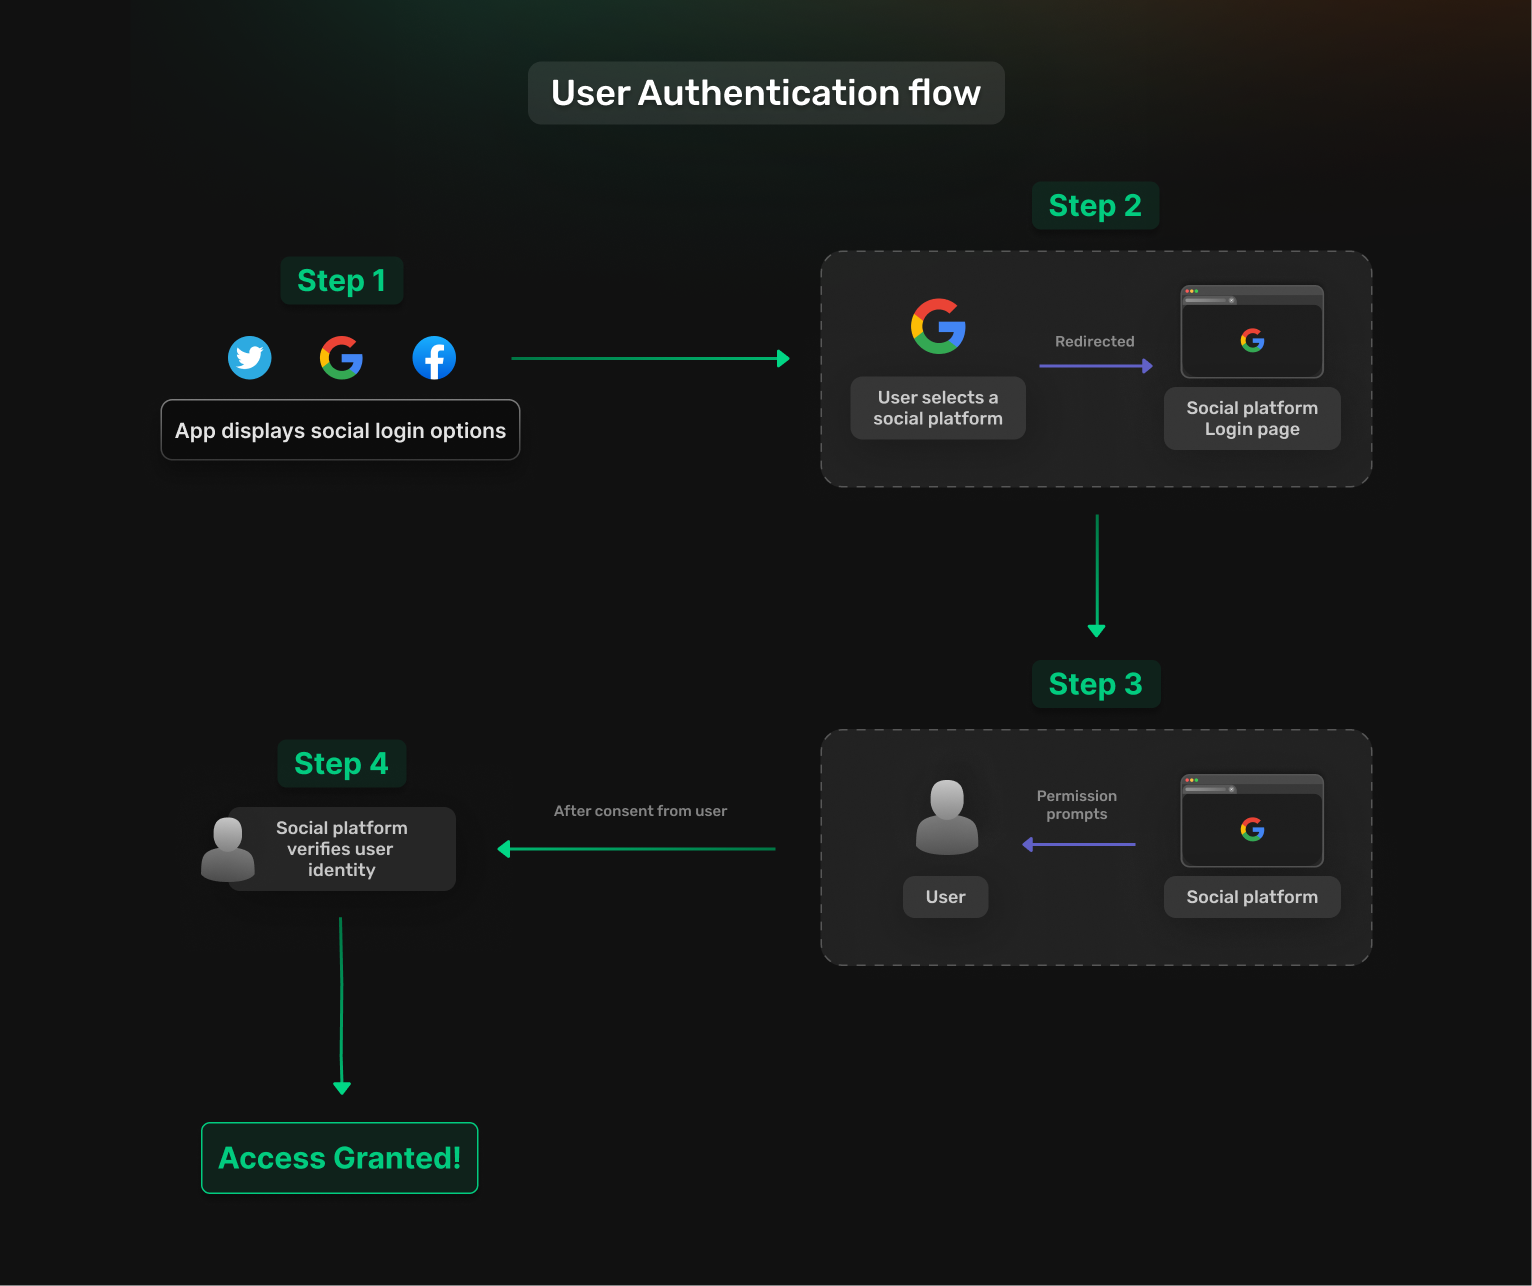 User Authentication flow
Step 1
App displays social login options
Step 2
User selects a
social platform
Redirected
Social platform
Login page
Step 3
Permission
prompts
User
Social platform
After consent from user
Step 4
Social platform
verifies user
identity
Access Granted!